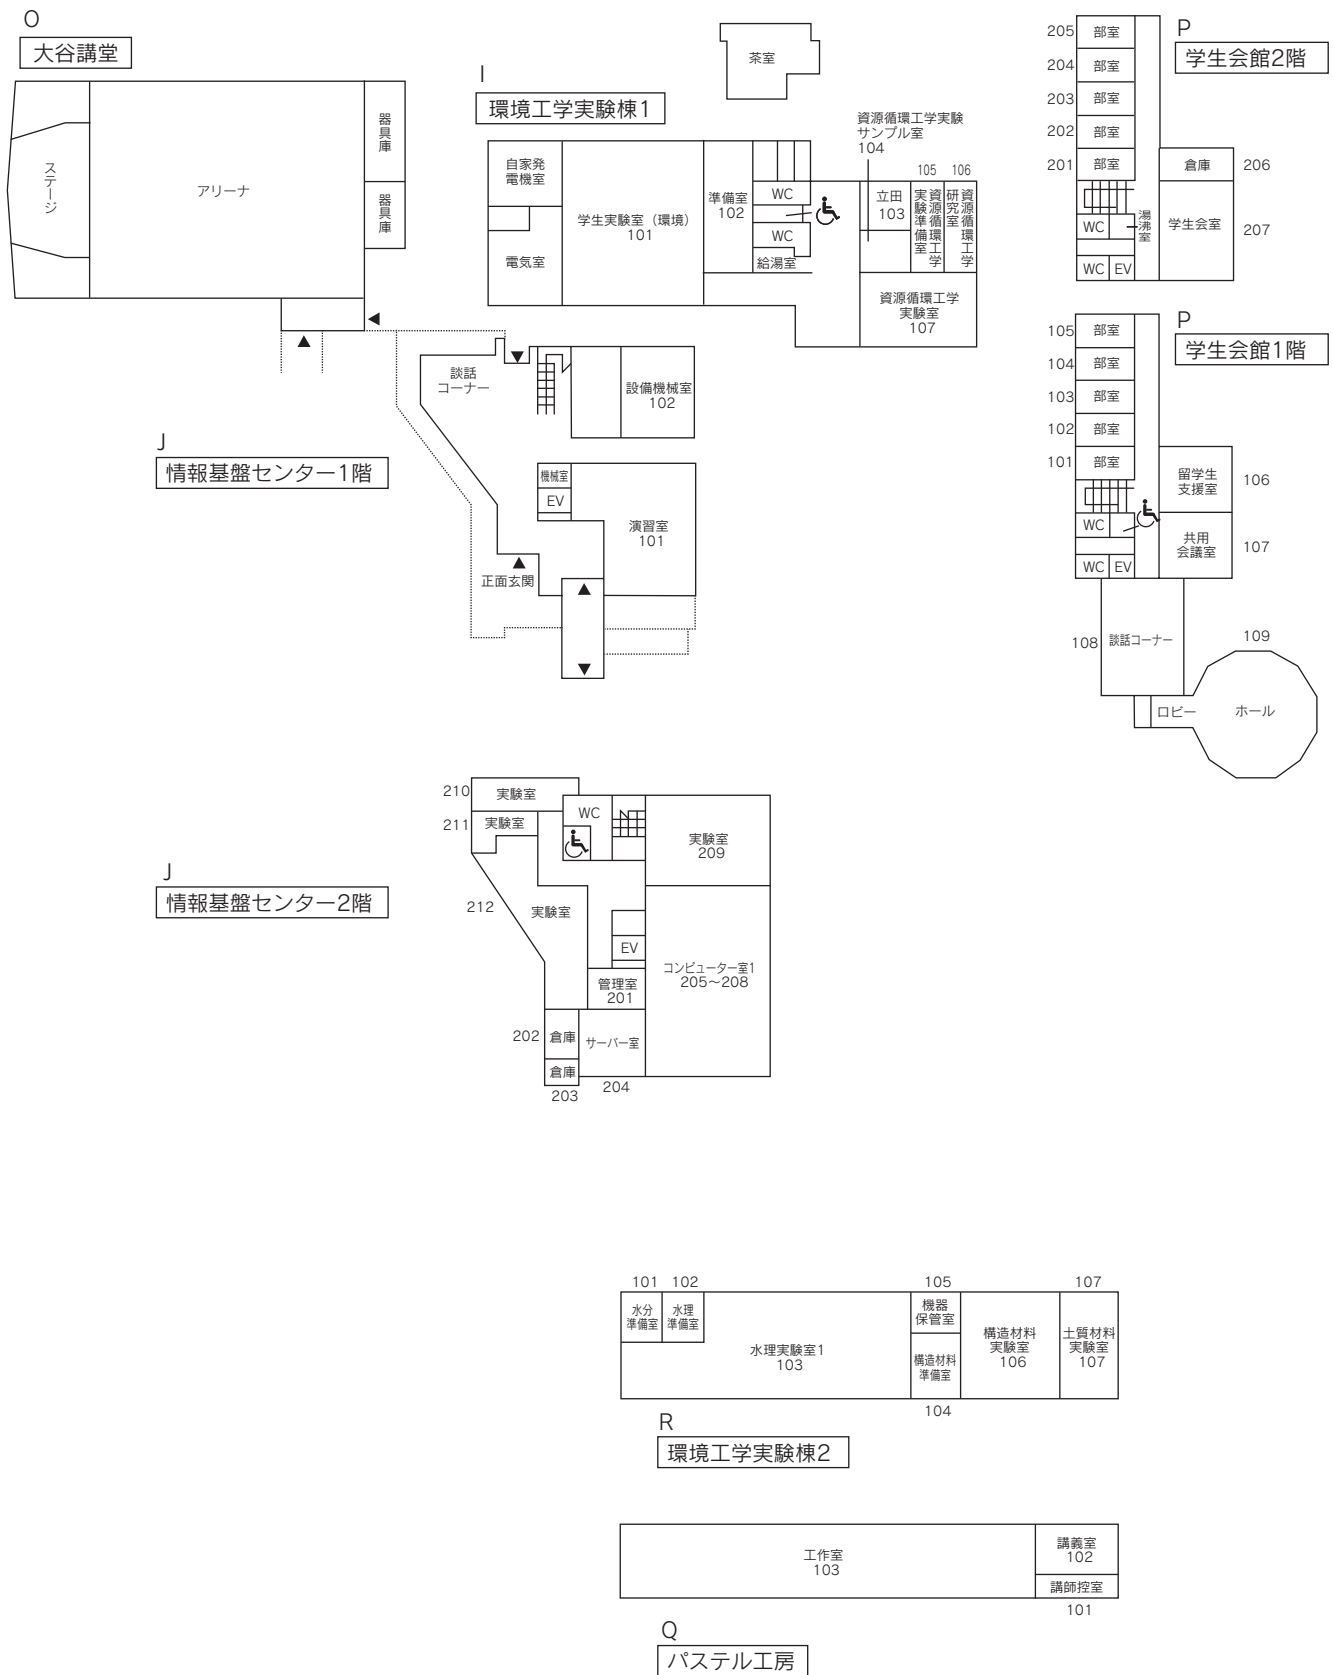 O
大谷講堂
ステージ
アリーナ
器具庫
器具庫
I
環境工学実験棟1
茶室
自家発
電機室
電気室
学生実験室（環境）
101
準備室
102
WC
WC
給湯室
資源循環工学実験
サンプル室
104
立田
103
105
資源循環工学
実験準備室
106
資源循環工学
研究室
資源循環工学
実験室
107
P
学生会館2階
205
部室
204
部室
203
部室
202
部室
201
部室
倉庫
206
湯沸室
学生会室
207
WC
WC
EV
P
学生会館1階
105
部室
104
部室
103
部室
102
部室
101
部室
留学生
支援室
106
WC
共用
会議室
107
WC
EV
108
談話コーナー
109
ロビー
ホール
J
情報基盤センター1階
談話
コーナー
設備機械室
102
機械室
EV
演習室
101
正面玄関
J
情報基盤センター2階
210
実験室
211
実験室
WC
実験室
209
212
実験室
EV
コンピューター室1
205～208
管理室
201
202
倉庫
サーバー室
倉庫
204
203
101
102
105
107
水分
準備室
水理
準備室
水理実験室1
103
機器
保管室
構造材料
準備室
104
構造材料
実験室
106
土質材料
実験室
107
R
環境工学実験棟2
工作室
103
講義室
102
講師控室
101
Q
パステル工房